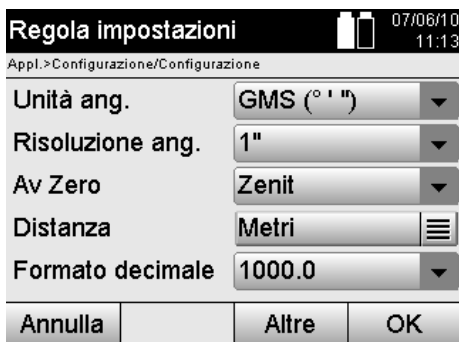 Regola impostazioni 07/06/10
11:13
Appl.>Configurazione/Configurazione
Unità ang. GMS (° ' ")
Risoluzione ang. 1"
Av Zero Zenit
Distanza Metri
Formato decimale 1000.0
Annulla Altre OK